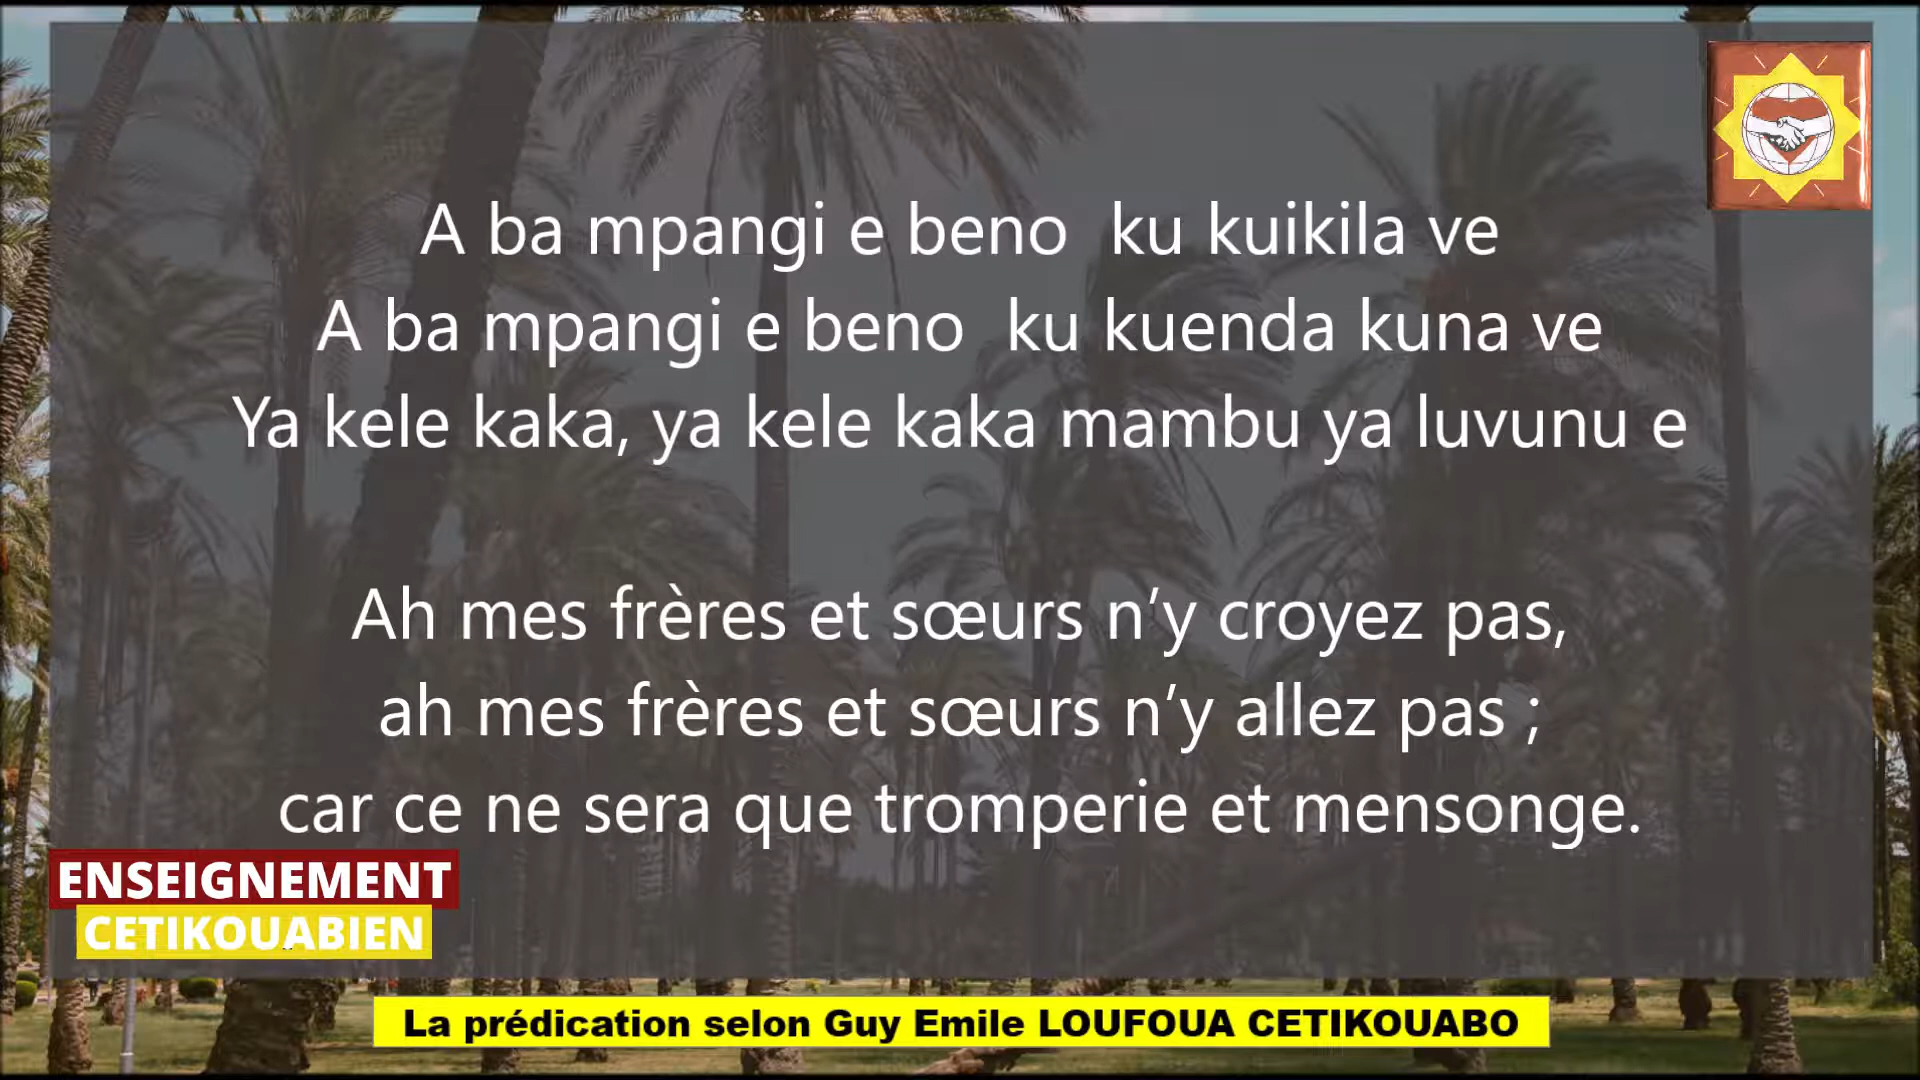 A ba mpangi e beno  ku kuikila ve
A ba mpangi e beno  ku kuenda kuna ve
Ya kele kaka, ya kele kaka mambu ya luvunu e
Ah mes frères et sœurs n’y croyez pas,
ah mes frères et sœurs n’y allez pas ;
car ce ne sera que tromperie et mensonge.
ENSEIGNEMENT
CETIKOUABIEN
La prédication selon Guy Emile LOUFOUA CETIKOUABO